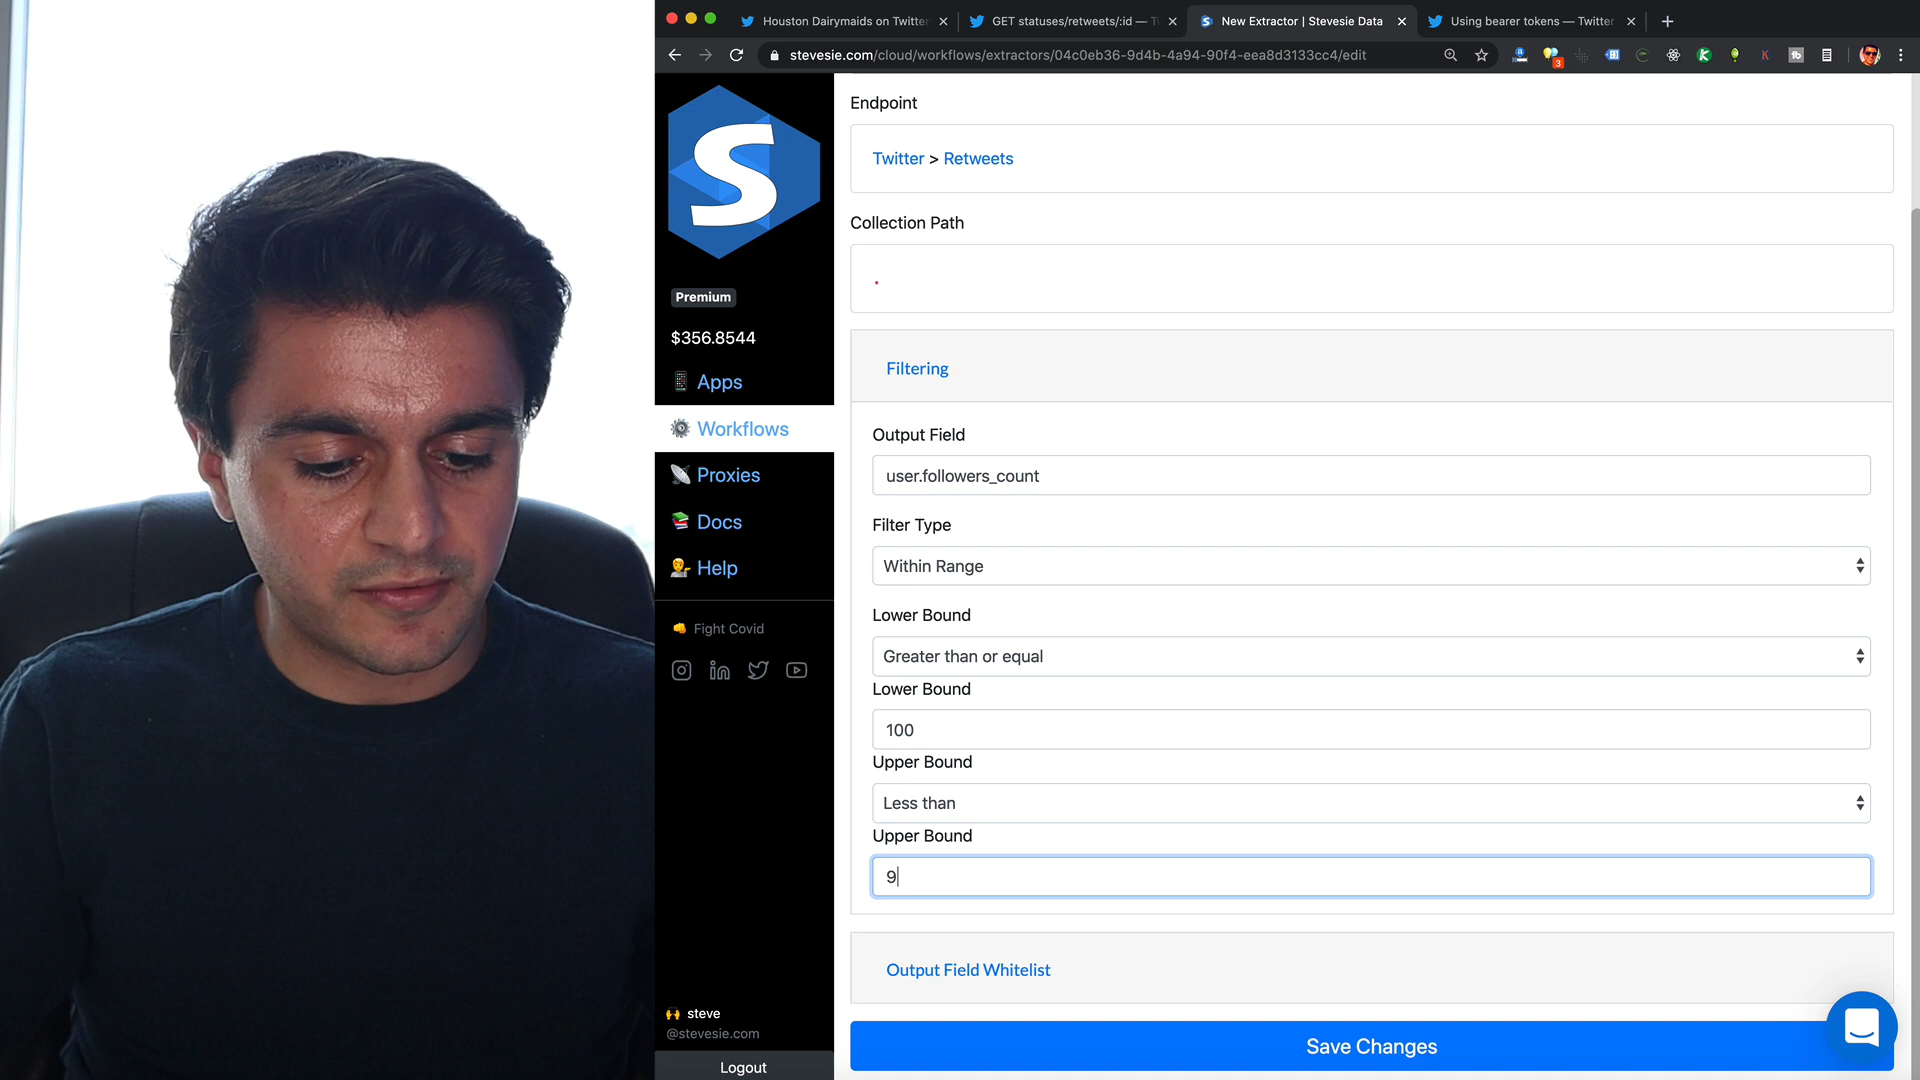 Houston Dairymaids on Twitter
GET statuses/retweets/:id — Tw
New Extractor | Stevesie Data
Using bearer tokens — Twitter
stevesie.com/cloud/workflows/extractors/04c0eb36-9d4b-4a94-90f4-eea8d3133cc4/edit
3
S
Premium
$356.8544
Apps
Workflows
Proxies
Docs
Help
Fight Covid
steve
@stevesie.com
Logout
Endpoint
Twitter > Retweets
Collection Path
.
Filtering
Output Field
user.followers_count
Filter Type
Within Range
Lower Bound
Greater than or equal
Lower Bound
100
Upper Bound
Less than
Upper Bound
9
Output Field Whitelist
Save Changes